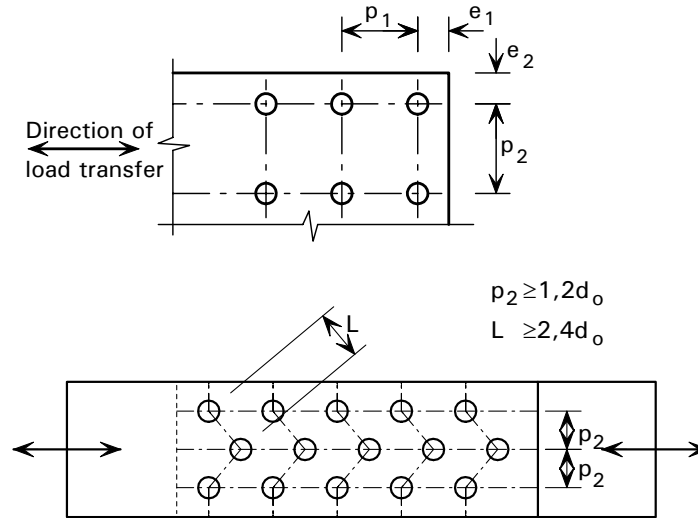 p1
e1
e2
Direction of
load transfer
p2
p2 ≥1,2do
L ≥2,4do
L
p2
p2